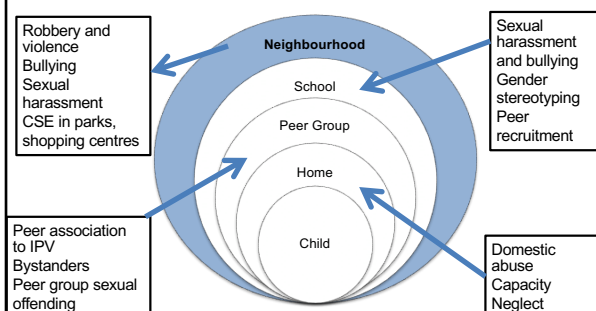 Robbery and
violence
Bullying
Sexual
harassment
CSE in parks,
shopping centres
Neighbourhood
School
Peer Group
Home
Child
Sexual
harassment
and bullying
Gender
stereotyping
Peer
recruitment
Peer association
to IPV
Bystanders
Peer group sexual
offending
Domestic
abuse
Capacity
Neglect